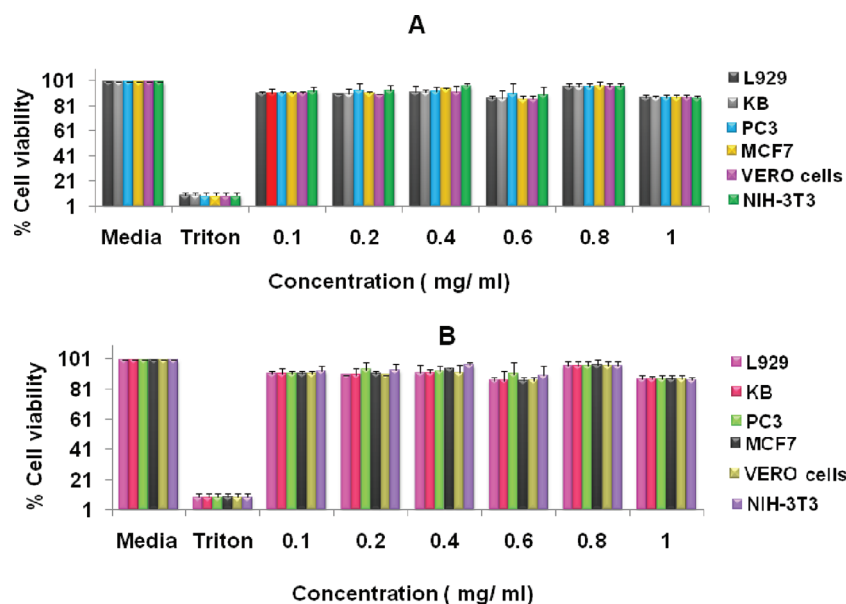 A
% Cell viability
101
81
61
41
21
1
Media Triton 0.1 0.2 0.4 0.6 0.8 1
Concentration ( mg/ ml)
L929
KB
PC3
MCF7
VERO cells
NIH-3T3
B
% Cell viability
101
81
61
41
21
1
Media Triton 0.1 0.2 0.4 0.6 0.8 1
Concentration ( mg/ ml)
L929
KB
PC3
MCF7
VERO cells
NIH-3T3